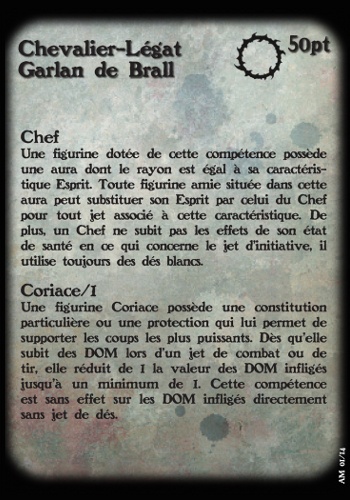 Chevalier-Légat
Garlan de Brall
50pt
Chef
Une figurine dotée de cette compétence possède
une aura dont le rayon est égal à sa caractéris-
tique Esprit. Toute figurine amie située dans cette
aura peut substituer son Esprit par celui du Chef
pour tout jet associé à cette caractéristique. De
plus, un Chef ne subit pas les effets de son état
de santé en ce qui concerne le jet d'initiative, il
utilise toujours des dés blancs.
Coriace/1
Une figurine Coriace possède une constitution
particulière ou une protection qui lui permet de
supporter les coups les plus puissants. Dès qu'elle
subit des DOM lors d'un jet de combat ou de
tir, elle réduit de 1 la valeur des DOM infligés
jusqu'à un minimum de 1. Cette compétence
est sans effet sur les DOM infligés directement
sans jet de dés.
AM 01/14